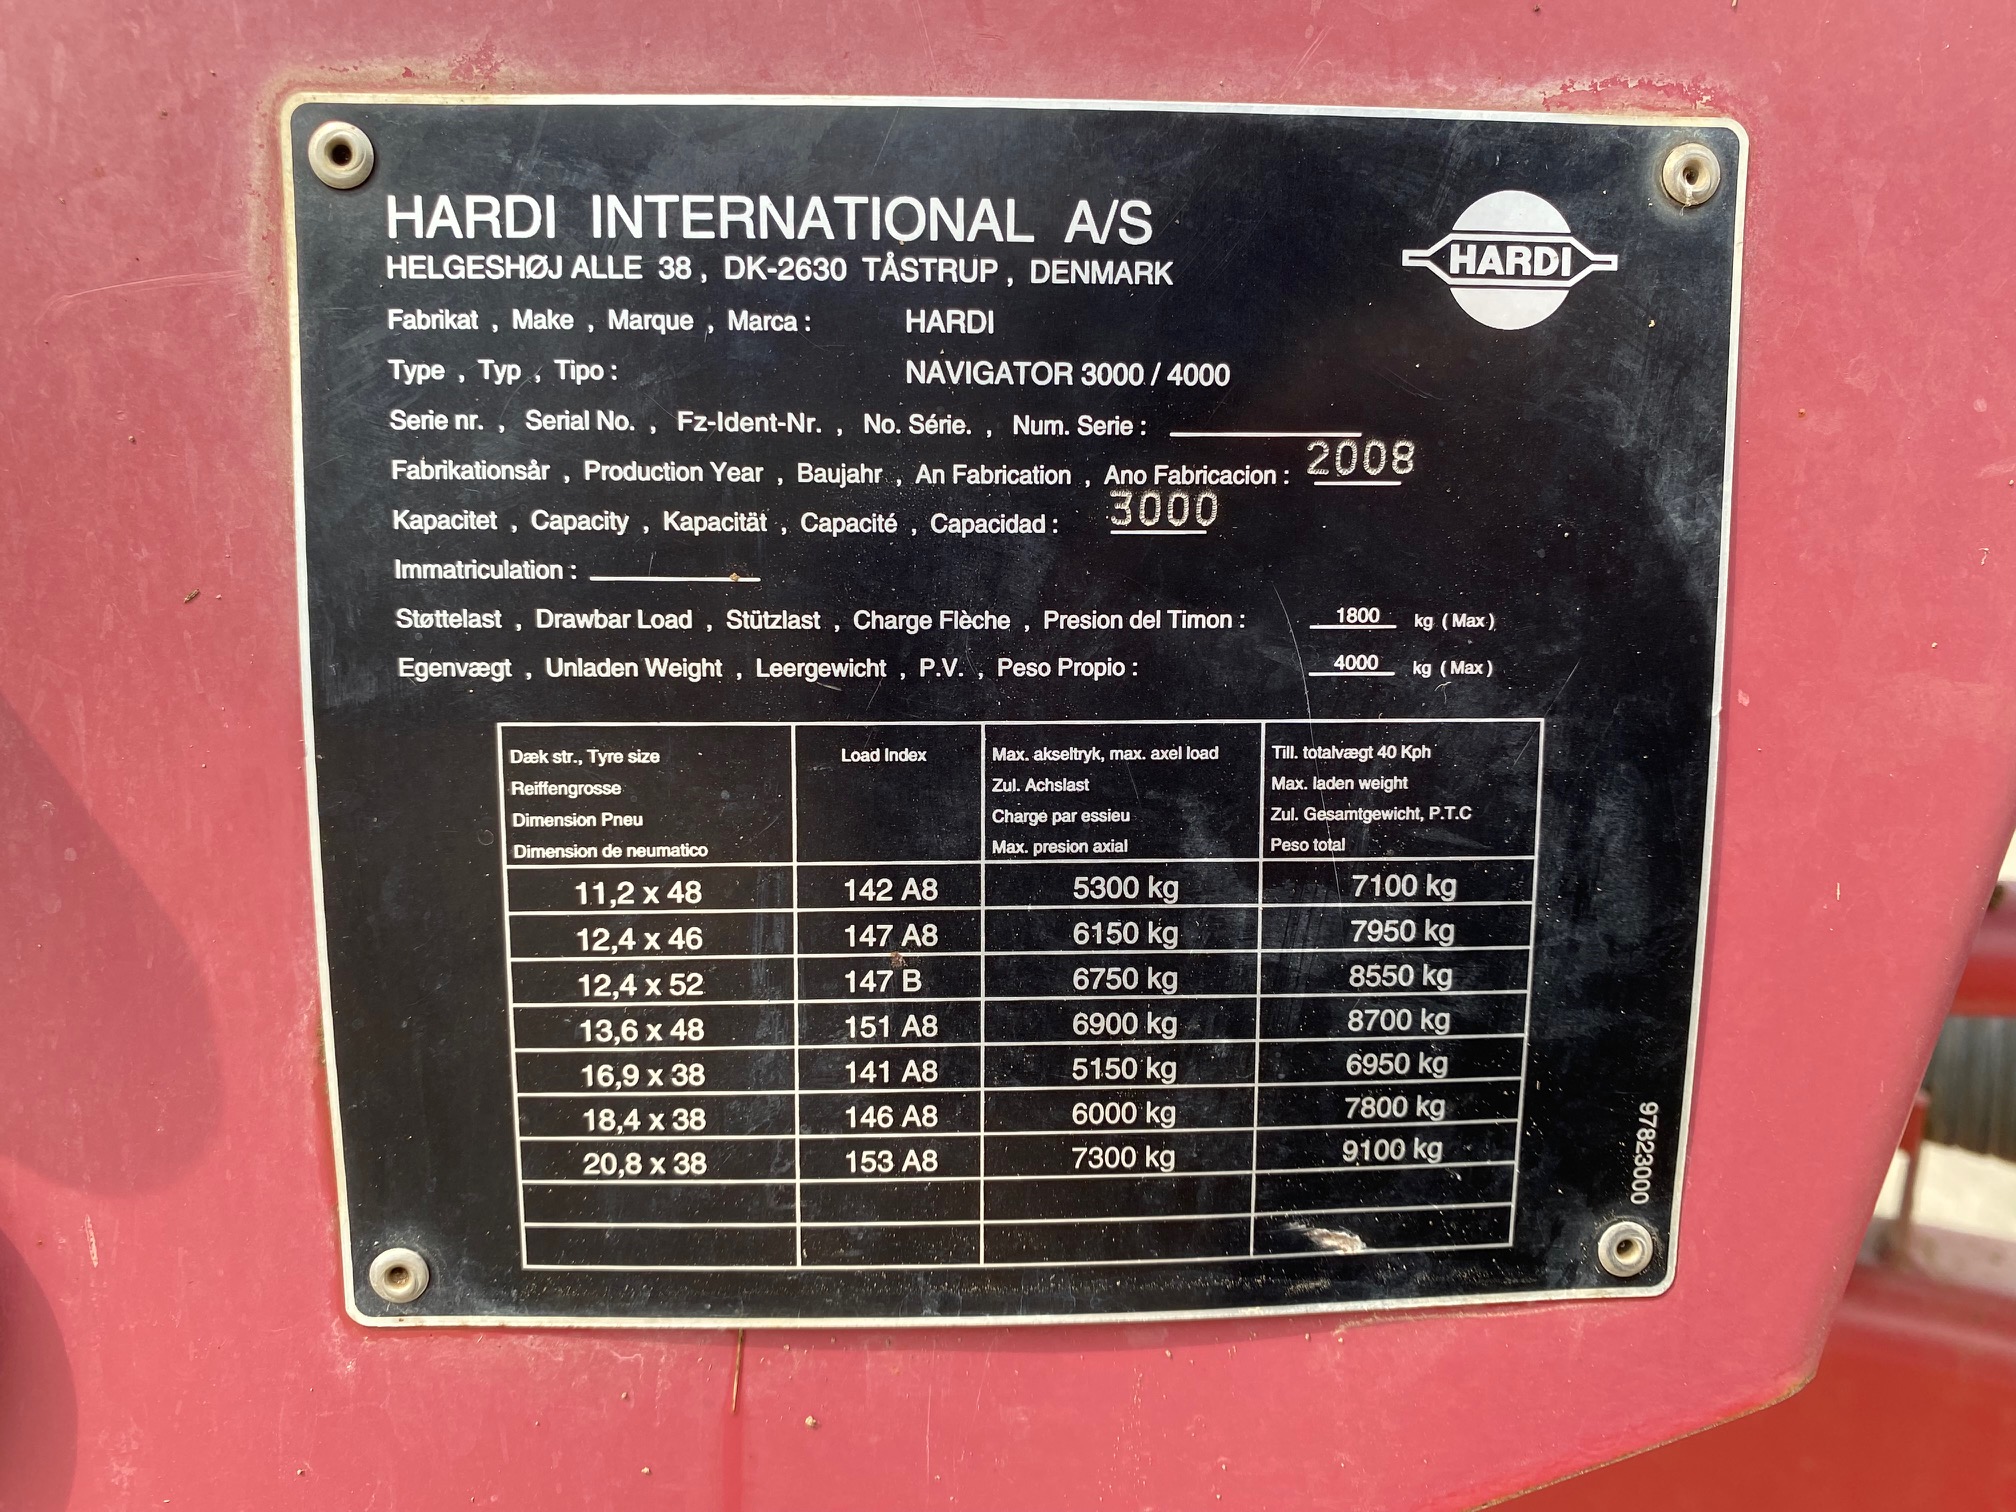 HARDI INTERNATIONAL A/S
HELGESHØJ ALLE 38 , DK-2630 TÅSTRUP , DENMARK
HARDI
Fabrikat , Make , Marque , Marca : HARDI
Type , Typ , Tipo : NAVIGATOR 3000 / 4000
Serie nr. , Serial No. , Fz-Ident-Nr. , No. Série. , Num. Serie :
Fabrikationsår , Production Year , Baujahr , An Fabrication , Ano Fabricacion : 2008
Kapacitet , Capacity , Kapacität , Capacité , Capacidad : 3000
Immatriculation :
Støttelast , Drawbar Load , Stützlast , Charge Flèche , Presion del Timon : 1800 kg ( Max )
Egenvægt , Unladen Weight , Leergewicht , P.V. , Peso Propio : 4000 kg ( Max )
Dæk str., Tyre size Load Index Max. akseltryk, max. axel load Till. totalvægt 40 Kph
Reiffengrosse Zul. Achslast Max. laden weight
Dimension Pneu Charge par essieu Zul. Gesamtgewicht, P.T.C
Dimension de neumatico Max. presion axial Peso total
11,2 x 48 142 A8 5300 kg 7100 kg
12,4 x 46 147 A8 6150 kg 7950 kg
12,4 x 52 147 B 6750 kg 8550 kg
13,6 x 48 151 A8 6900 kg 8700 kg
16,9 x 38 141 A8 5150 kg 6950 kg
18,4 x 38 146 A8 6000 kg 7800 kg
20,8 x 38 153 A8 7300 kg 9100 kg
97823000